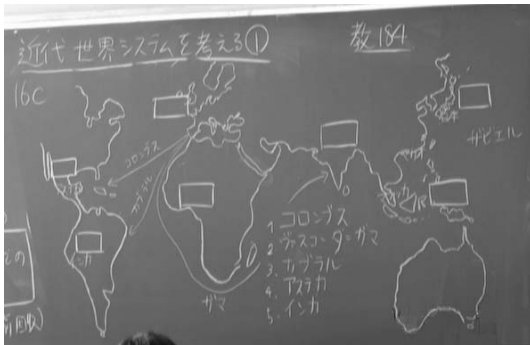 近代世界システムを考える①
教184
16C
コロンブス
カブラル
ガマ
インカ
ザビエル
1 コロンブス
2 ヴァスコ・ダ・ガマ
3. カブラル
4. アステカ
5. インカ